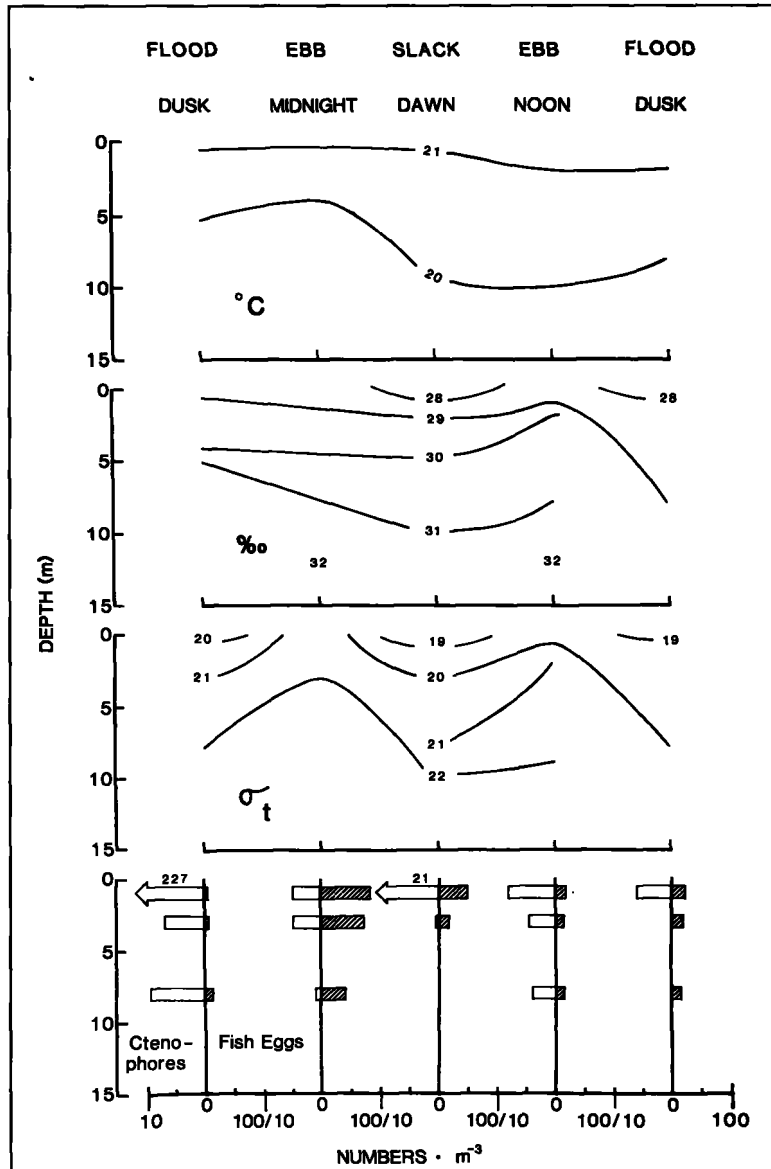 FLOOD EBB SLACK EBB FLOOD
DUSK MIDNIGHT DAWN NOON DUSK
0
21
5
20
10
°C
15
0
28 28
29
5
30
31
10
‰
32 32
15
DEPTH (m)
0
20 19 19
21 20
5
21
22
10
σt
15
227 21
0
5
10
Cteno-
phores
Fish Eggs
15
10 0 100/10 0 100/10 0 100/10 0 100/10 0 100
NUMBERS · m⁻³